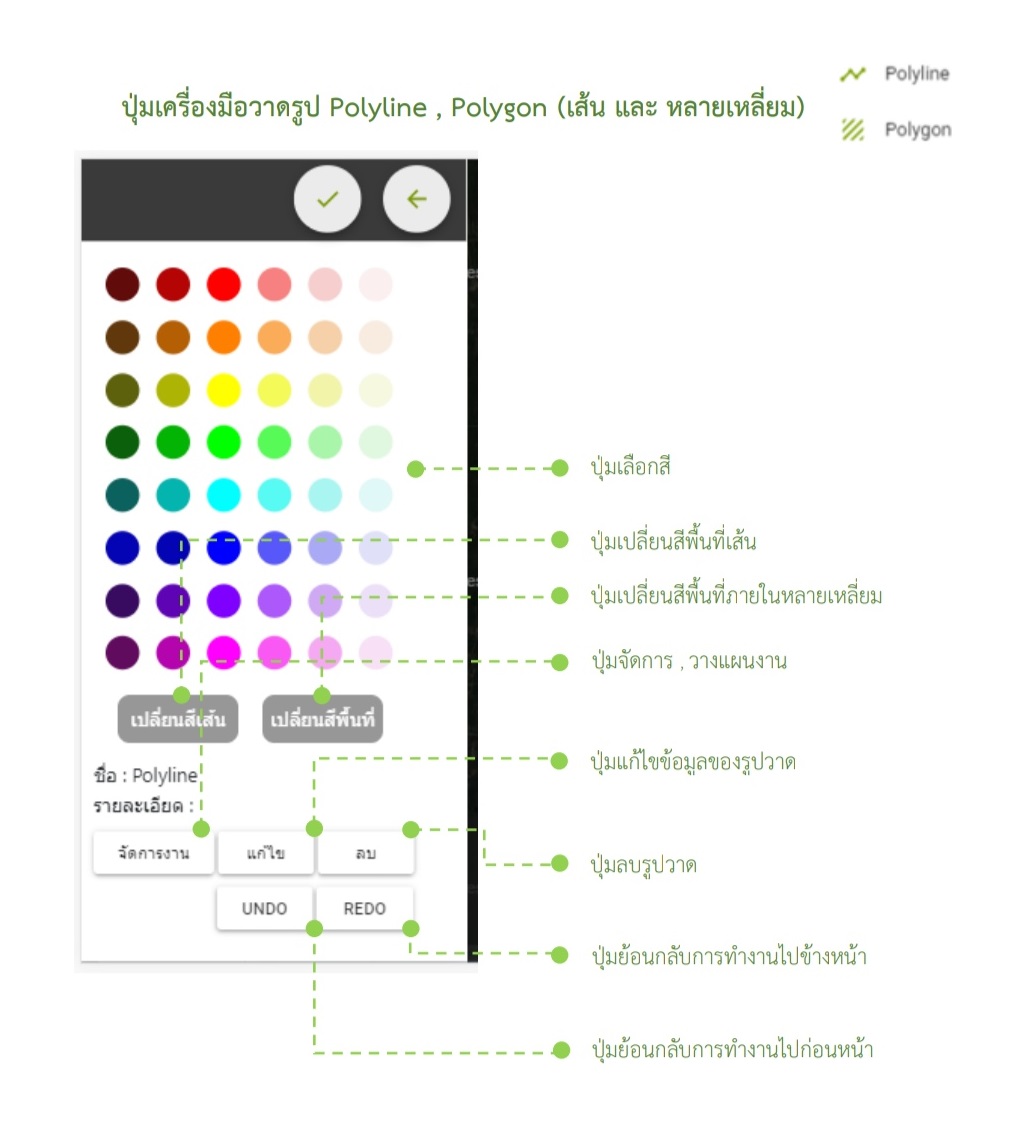 Polyline
ปุ่มเครื่องมือวาดรูป Polyline , Polygon (เส้น และ หลายเหลี่ยม)
Polygon
ปุ่มเลือกสี
ปุ่มเปลี่ยนสีพื้นที่เส้น
ปุ่มเปลี่ยนสีพื้นที่ภายในหลายเหลี่ยม
ปุ่มจัดการ , วางแผนงาน
เปลี่ยนสีเส้น เปลี่ยนสีพื้นที่
ปุ่มแก้ไขข้อมูลของรูปวาด
ชื่อ : Polyline
รายละเอียด :
จัดการงาน แก้ไข ลบ
ปุ่มลบรูปวาด
UNDO REDO
ปุ่มย้อนกลับการทำงานไปข้างหน้า
ปุ่มย้อนกลับการทำงานไปก่อนหน้า